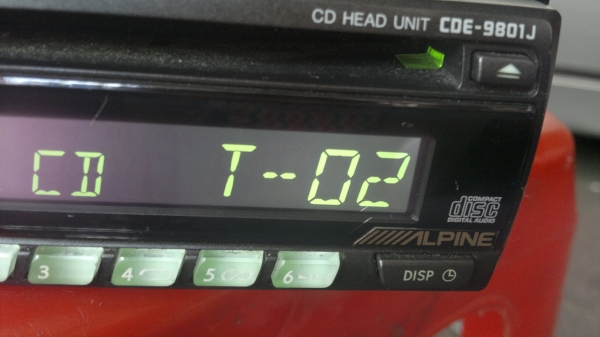 CD HEAD UNIT CDE-9801J
CD T-02
COMPACT
disc
DIGITAL AUDIO
ALPINE
3 4 5 6 DISP